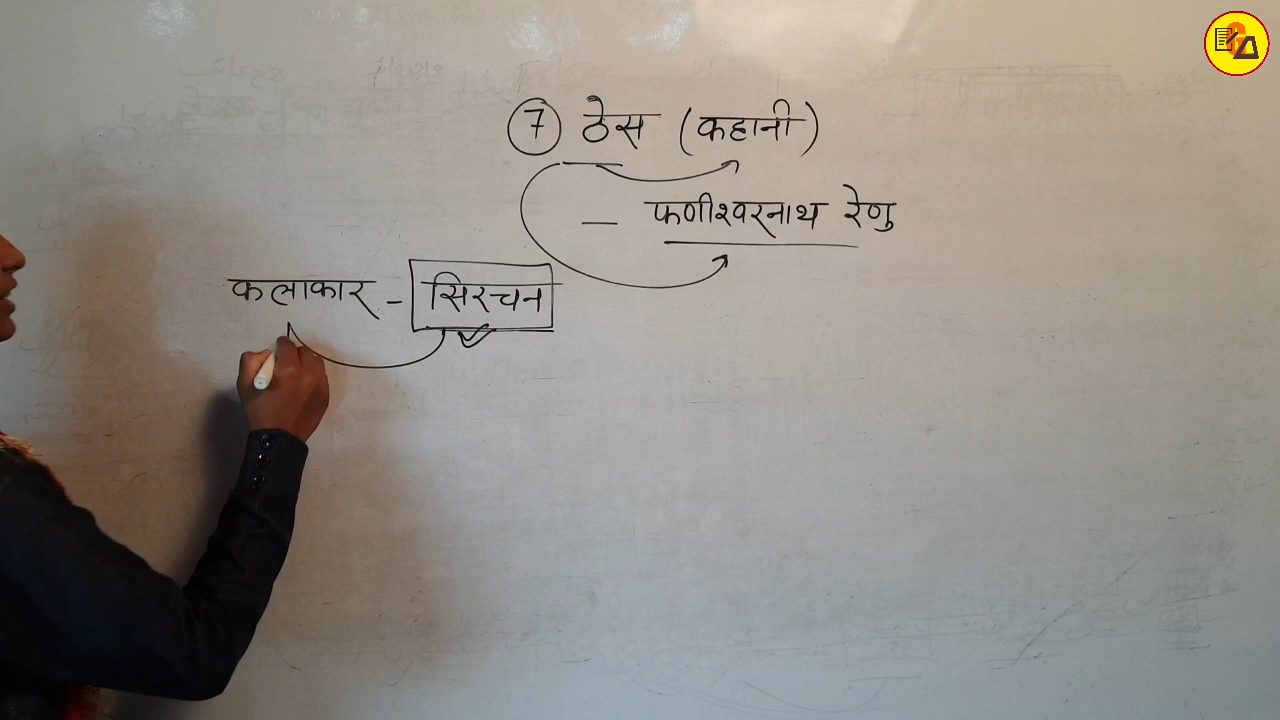 7 ठेस (कहानी)
— फणीश्वरनाथ रेणु
कलाकार - सिरचन